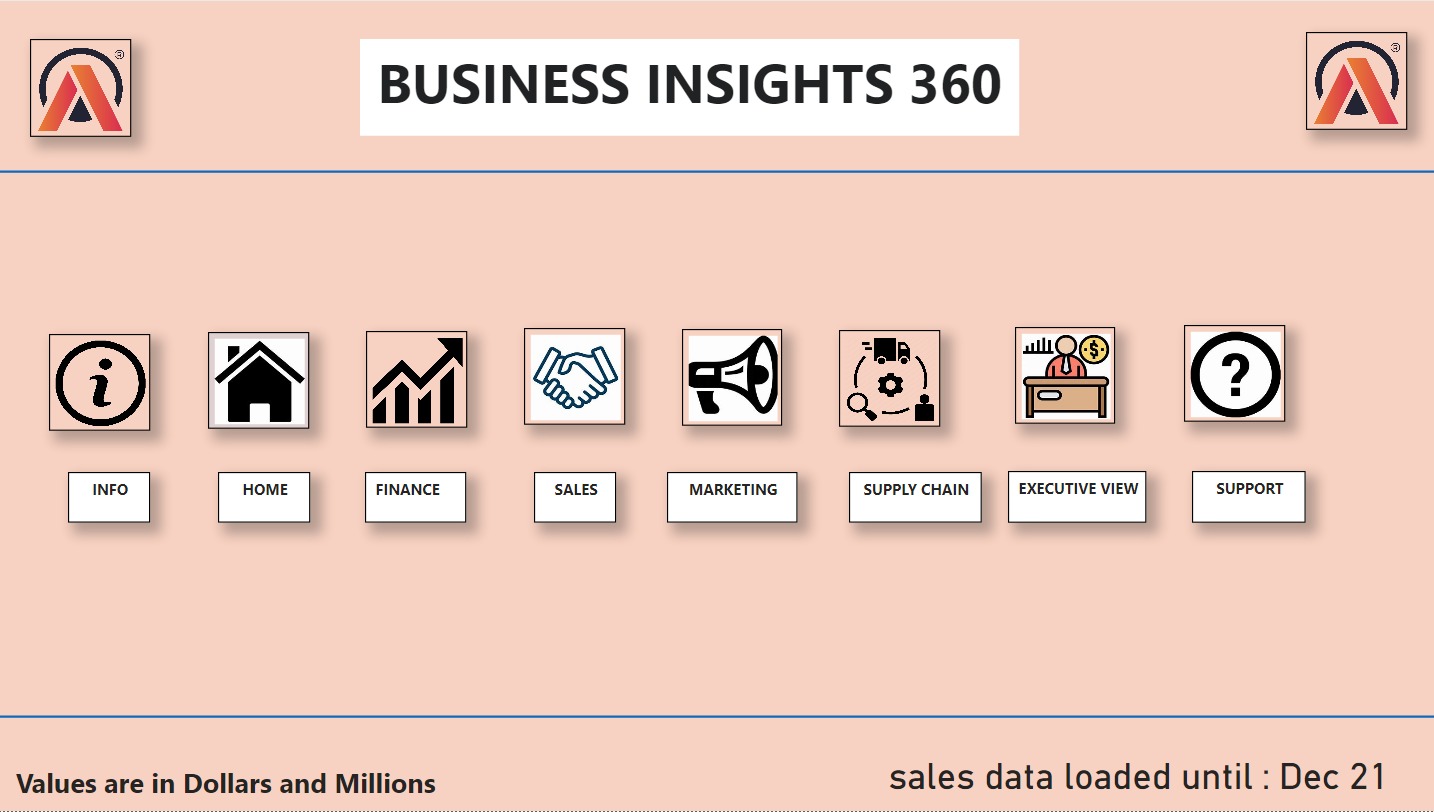 BUSINESS INSIGHTS 360
INFO
HOME
FINANCE
SALES
MARKETING
SUPPLY CHAIN
EXECUTIVE VIEW
SUPPORT
Values are in Dollars and Millions
sales data loaded until : Dec 21